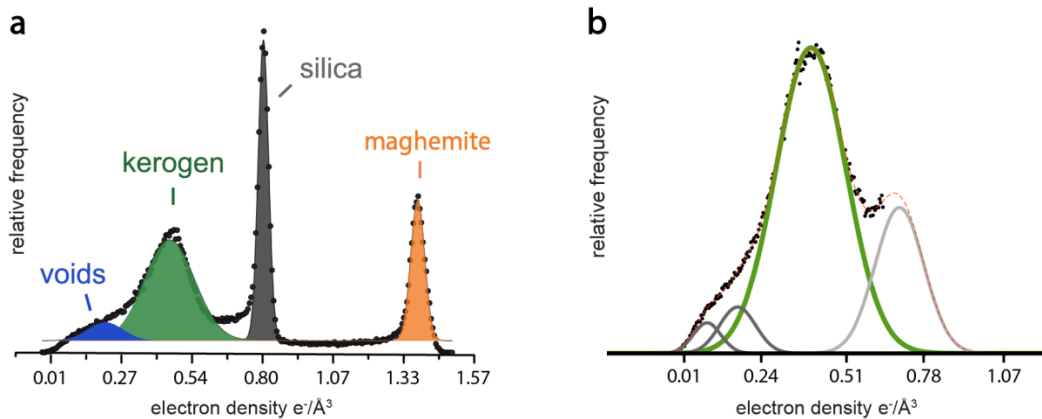 a
relative frequency
voids
kerogen
silica
maghemite
0.01 0.27 0.54 0.80 1.07 1.33 1.57
electron density e⁻/Å³
b
relative frequency
0.01 0.24 0.51 0.78 1.07
electron density e⁻/Å³